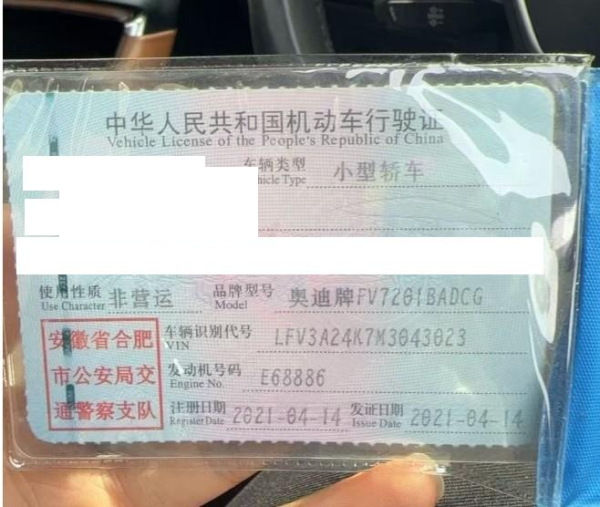 中华人民共和国机动车行驶证
Vehicle License of the People's Republic of China
车辆类型 小型轿车
hicle Type
使用性质 非营运 品牌型号 奥迪牌FV7201BADCG
Use Character Model
安徽省合肥 车辆识别代号 LFV3A24K7M3043023
VIN
市公安局交 发动机号码 E68886
Engine No.
通警察支队 注册日期 2021-04-14 发证日期 2021-04-14
Register Date Issue Date